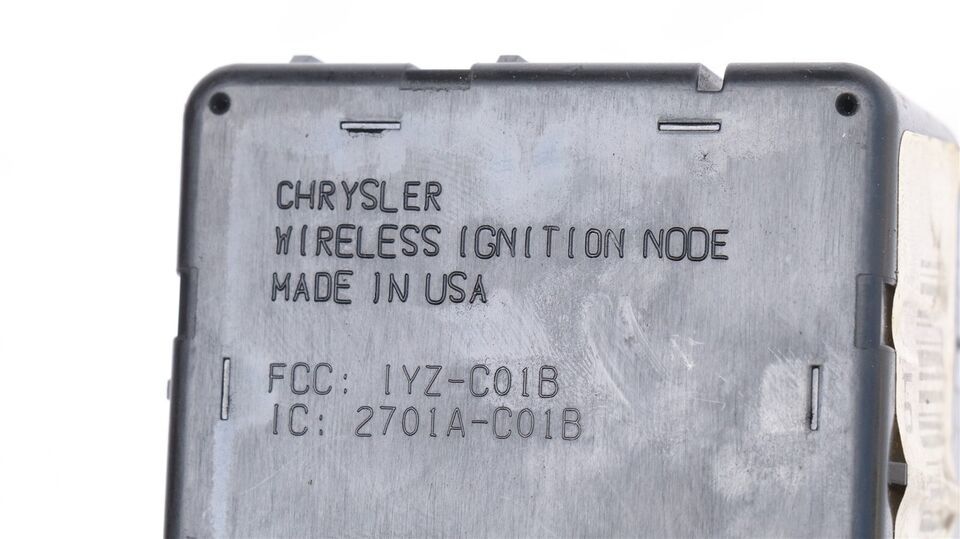 CHRYSLER
WIRELESS IGNITION NODE
MADE IN USA
FCC: IYZ-C01B
IC: 2701A-C01B